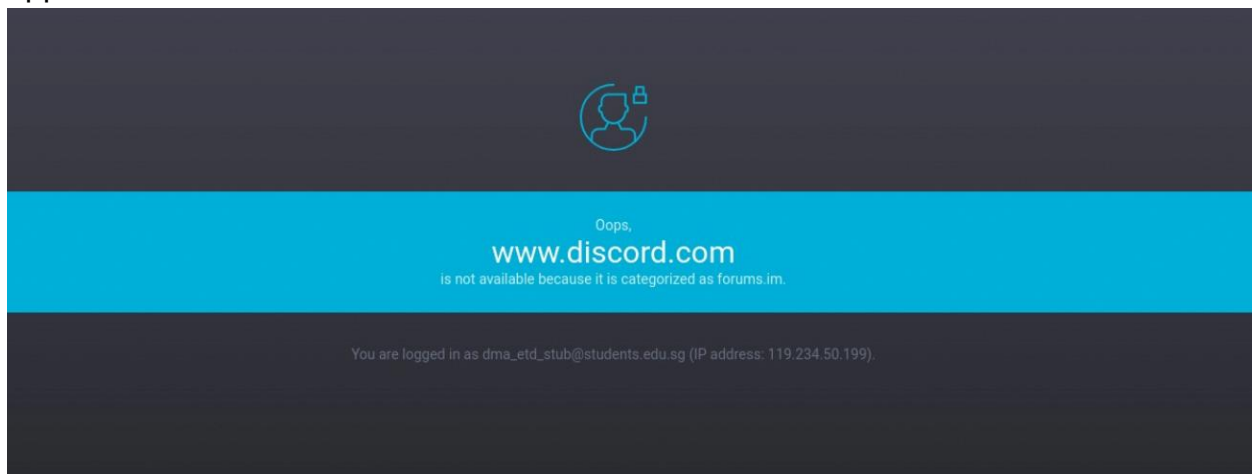 Oops,
www.discord.com
is not available because it is categorized as forums.im.
You are logged in as dma_etd_stub@students.edu.sg (IP address: 119.234.50.199).